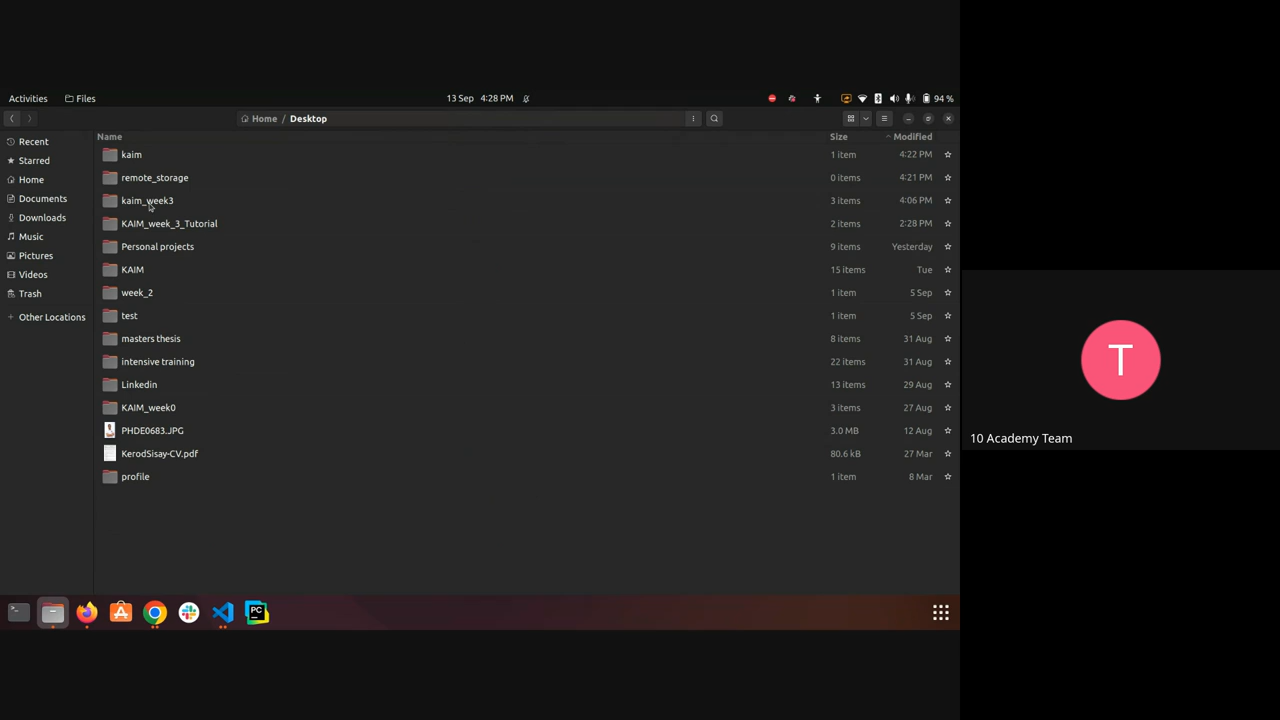 Activities Files 13 Sep 4:28 PM 94 %
Home / Desktop
Name Size Modified
Recent
Starred
Home
Documents
Downloads
Music
Pictures
Videos
Trash
+ Other Locations
kaim 1 item 4:22 PM
remote_storage 0 items 4:21 PM
kaim_week3 3 items 4:06 PM
KAIM_week_3_Tutorial 2 items 2:28 PM
Personal projects 9 items Yesterday
KAIM 15 items Tue
week_2 1 item 5 Sep
test 1 item 5 Sep
masters thesis 8 items 31 Aug
intensive training 22 items 31 Aug
Linkedin 13 items 29 Aug
KAIM_week0 3 items 27 Aug
PHDE0683.JPG 3.0 MB 12 Aug
KerodSisay-CV.pdf 80.6 kB 27 Mar
profile 1 item 8 Mar
PC
T
10 Academy Team